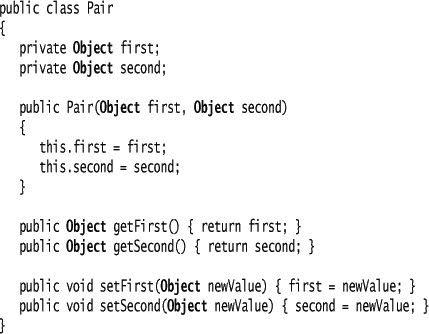 public class Pair
{
private Object first;
private Object second;
public Pair(Object first, Object second)
{
this.first = first;
this.second = second;
}
public Object getFirst() { return first; }
public Object getSecond() { return second; }
public void setFirst(Object newValue) { first = newValue; }
public void setSecond(Object newValue) { second = newValue; }
}